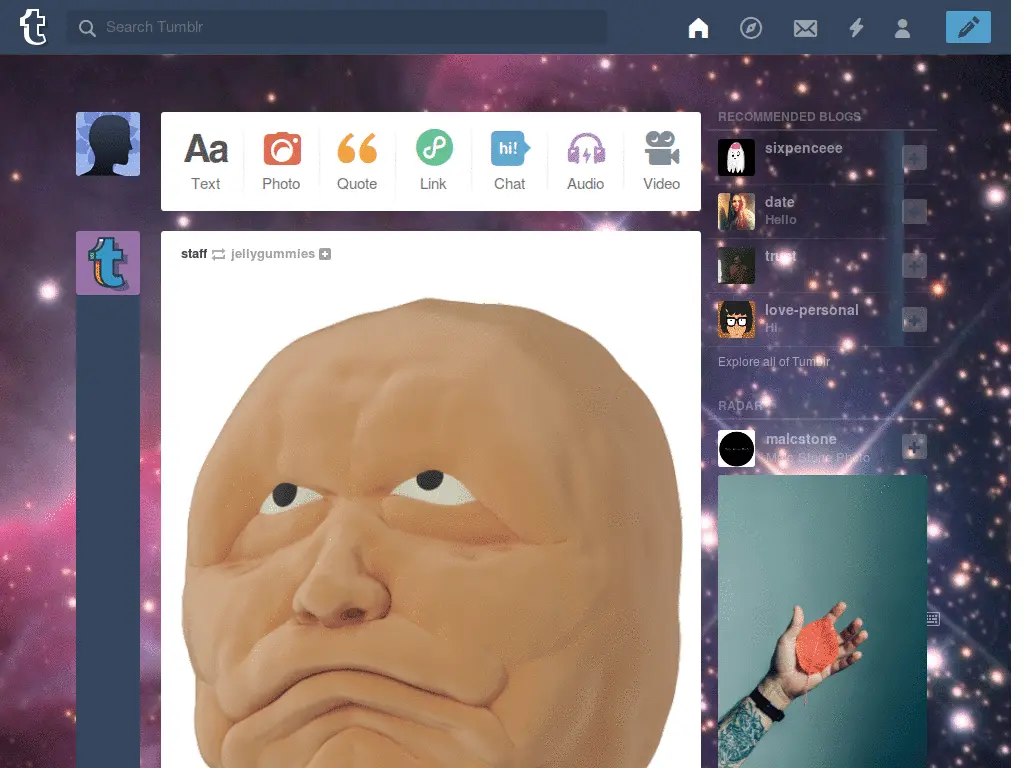 Search Tumblr
Aa
hi!
Text
Photo
Quote
Link
Chat
Audio
Video
staff jellygummies
RECOMMENDED BLOGS
sixpenceee
date
Hello
trust
love-personal
Hi
Explore all of Tumblr
RADAR
malcstone
Malc Stone Photo